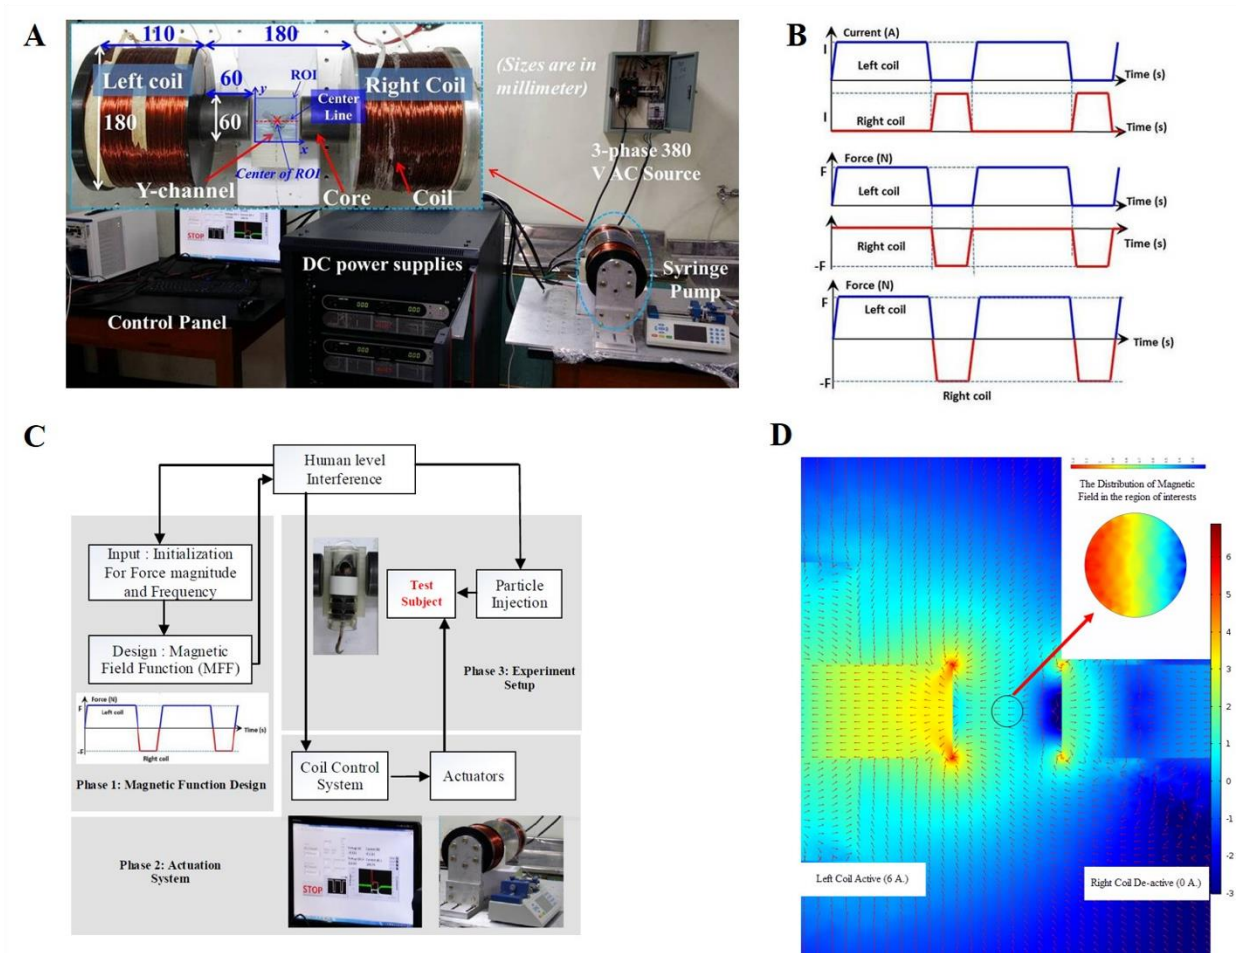 A
110
180
Left coil
60
y
ROI
Right Coil
Center
Line
180
60
x
Center of ROI
Y-channel
Core
Coil
(Sizes are in
millimeter)
3-phase 380
V AC Source
STOP
DC power supplies
Control Panel
Syringe
Pump
B
Current (A)
I
Left coil
Time (s)
I
Right coil
Time (s)
Force (N)
F
Left coil
Time (s)
Right coil
Time (s)
-F
Force (N)
F
Left coil
Time (s)
-F
Right coil
C
Human level
Interference
Input : Initialization
For Force magnitude
and Frequency
Design : Magnetic
Field Function (MFF)
Force (N)
F
Left coil
Time (s)
-F
Right coil
Phase 1: Magnetic Function Design
Test
Subject
Particle
Injection
Phase 3: Experiment
Setup
Coil Control
System
Actuators
Phase 2: Actuation
System
STOP
D
The Distribution of Magnetic
Field in the region of interests
6
5
4
3
2
1
0
-1
-2
-3
Left Coil Active (6 A.)
Right Coil De-active (0 A.)